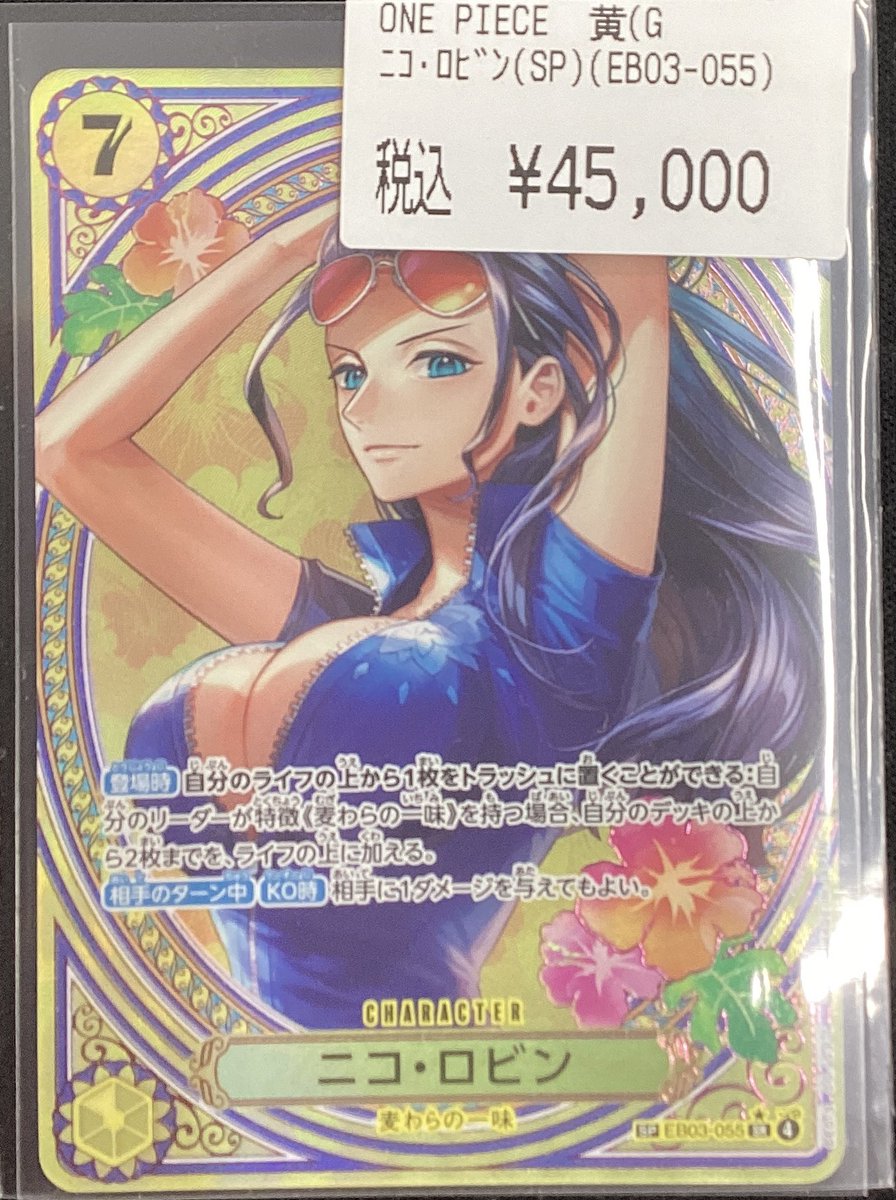 ONE PIECE 黄(G
ﾆｺ･ﾛﾋﾞﾝ(SP)(EB03-055)
税込 ¥45,000
7
登場時 自分のライフの上から1枚をトラッシュに置くことができる:自
分のリーダーが特徴《麦わらの一味》を持つ場合、自分のデッキの上か
ら2枚までを、ライフの上に加える。
相手のターン中 KO時 相手に1ダメージを与えてもよい。
CHARACTER
ニコ・ロビン
麦わらの一味
SP EB03-055 SR 4